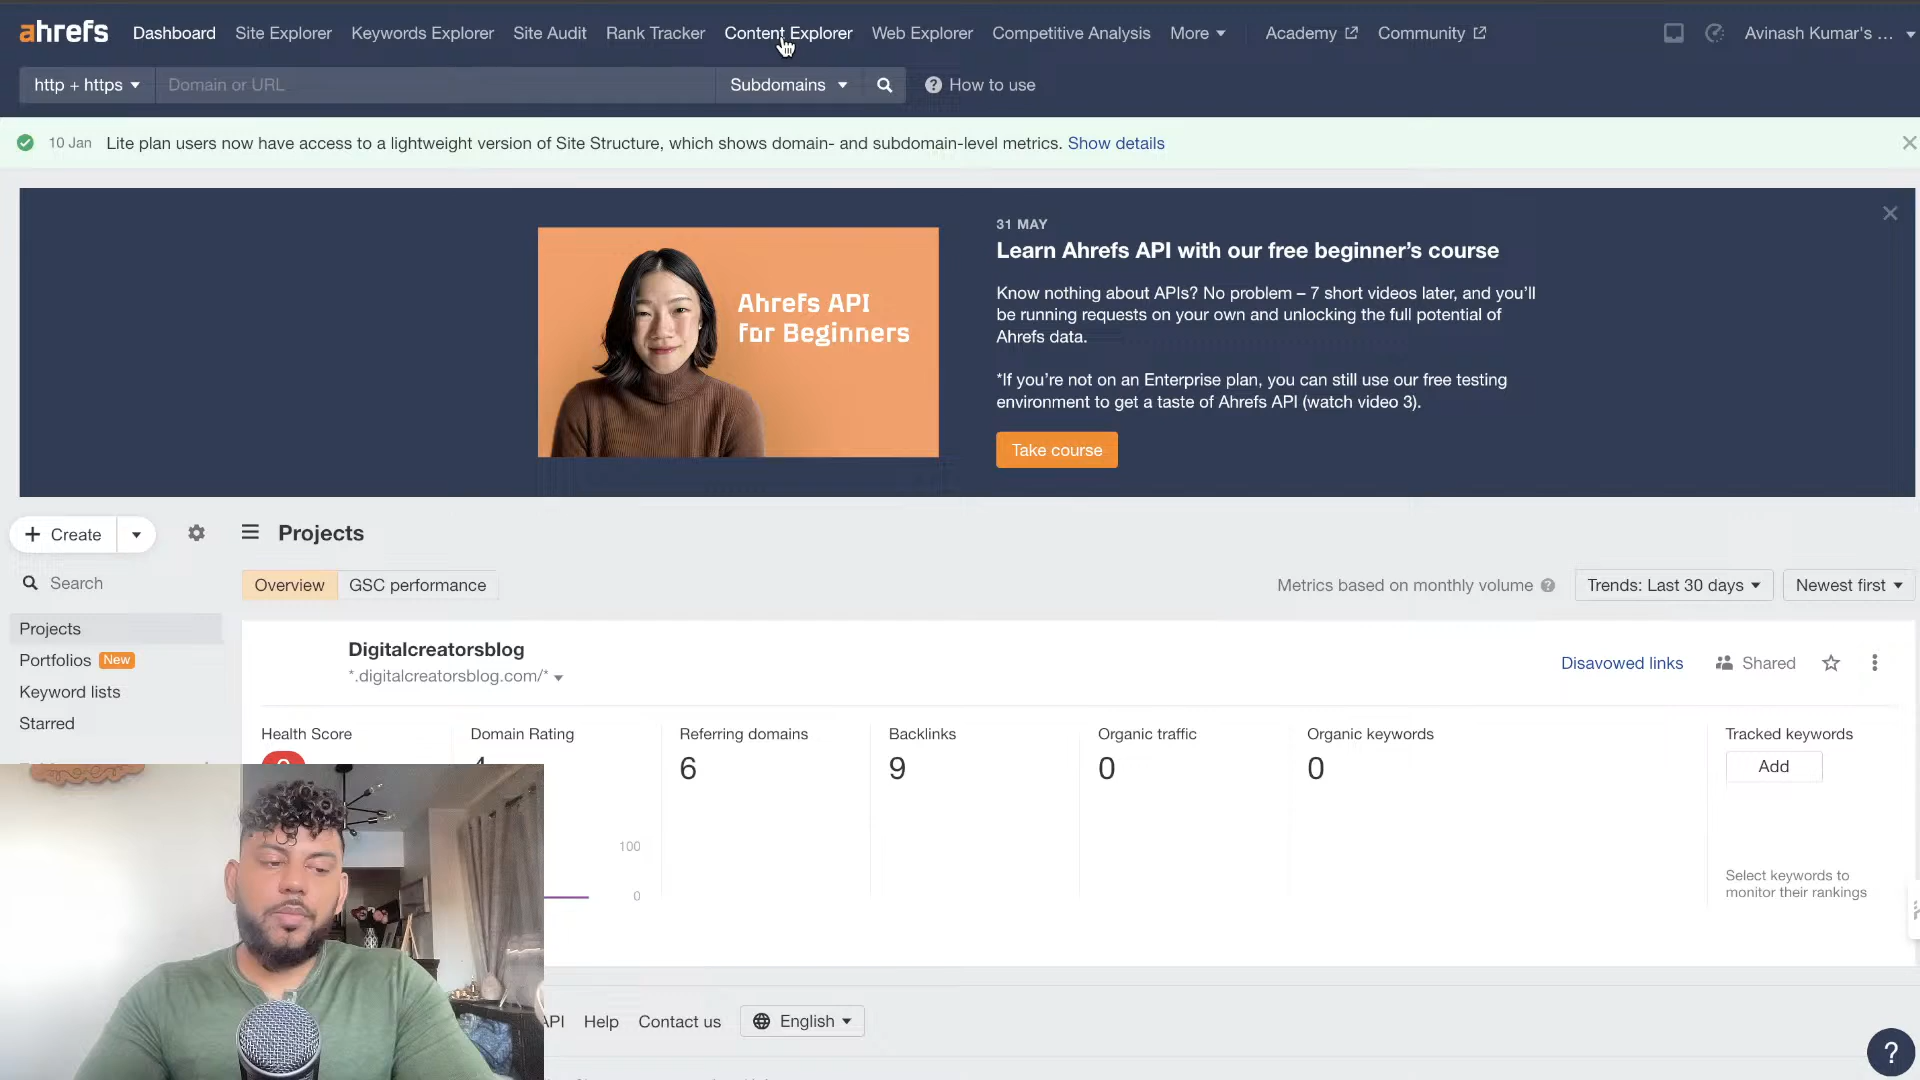 ahrefs Dashboard Site Explorer Keywords Explorer Site Audit Rank Tracker Content Explorer Web Explorer Competitive Analysis More Academy Community Avinash Kumar's ...
http + https Domain or URL Subdomains How to use
10 Jan Lite plan users now have access to a lightweight version of Site Structure, which shows domain- and subdomain-level metrics. Show details
Ahrefs API
for Beginners
31 MAY
Learn Ahrefs API with our free beginner's course
Know nothing about APIs? No problem – 7 short videos later, and you'll
be running requests on your own and unlocking the full potential of
Ahrefs data.
*If you're not on an Enterprise plan, you can still use our free testing
environment to get a taste of Ahrefs API (watch video 3).
Take course
+ Create
Search
Projects
Portfolios New
Keyword lists
Starred
Projects
Overview GSC performance Metrics based on monthly volume ? Trends: Last 30 days Newest first
Digitalcreatorsblog
*.digitalcreatorsblog.com/*
Disavowed links Shared
Health Score Domain Rating Referring domains Backlinks Organic traffic Organic keywords Tracked keywords
6 9 0 0 Add
100
0
Select keywords to
monitor their rankings
API Help Contact us English
?